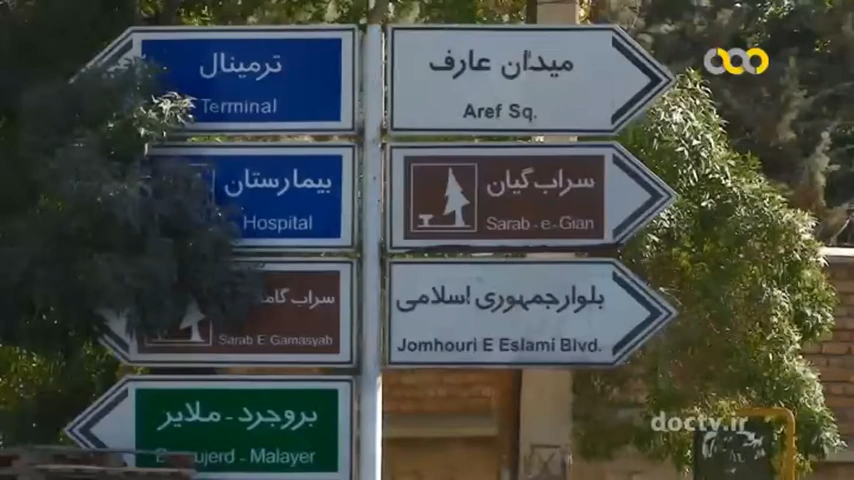 ترمینال
Terminal
بیمارستان
Hospital
سراب
Sarab E Gamasyab
بروجرد - ملایر
Malayer
میدان عارف
Aref Sq.
سراب گیان
Sarab - e - Gian
بلوار جمهوری اسلامی
Jomhouri E Eslami Blvd.
doctv.ir